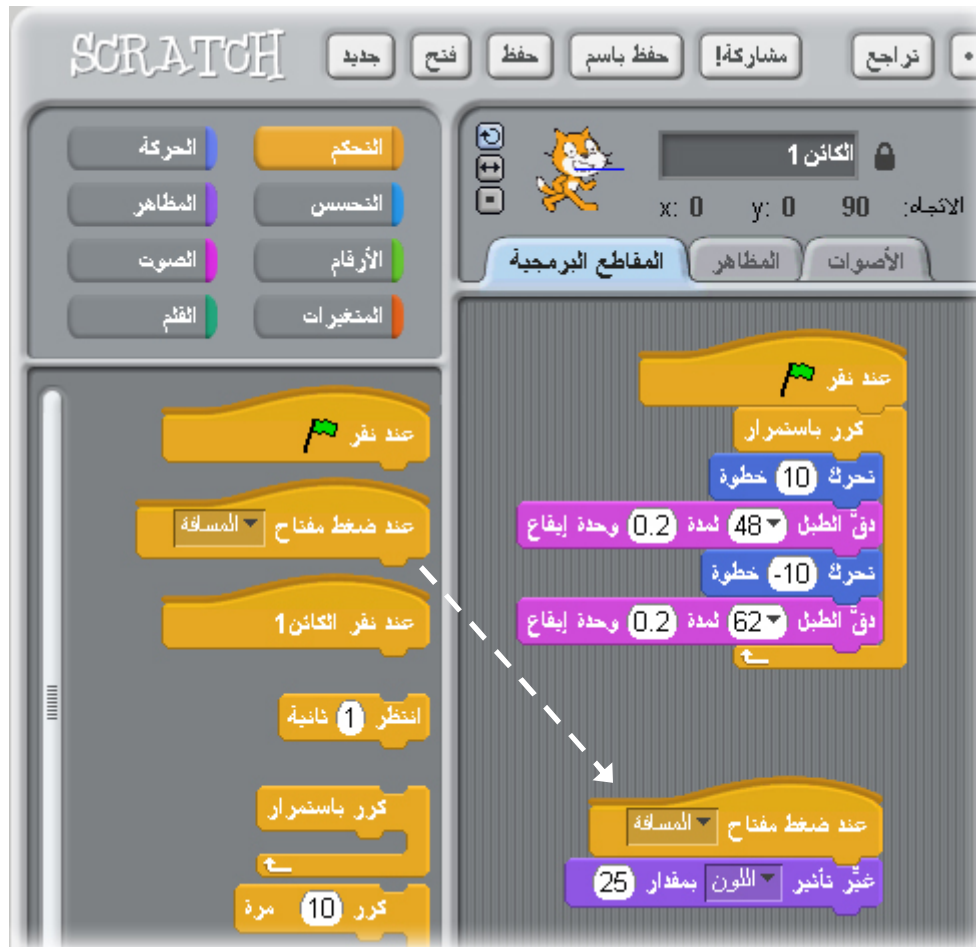 SCRATCH
جديد
فتح
حفظ
حفظ باسم
مشاركة!
تراجع
التحكم
الحركة
التحسس
المظاهر
الأرقام
الصوت
المتغيرات
القلم
الكائن 1
x: 0 y: 0 90 الاتجاه:
المقاطع البرمجية
المظاهر
الأصوات
عند نقر
عند ضغط مفتاح المسافة
عند نقر الكائن1
انتظر 1 ثانية
كرر باستمرار
كرر 10 مرة
عند نقر
كرر باستمرار
تحرك 10 خطوة
دقّ الطبل 48 لمدة 0.2 وحدة إيقاع
تحرك -10 خطوة
دقّ الطبل 62 لمدة 0.2 وحدة إيقاع
عند ضغط مفتاح المسافة
غيّر تأثير اللون بمقدار 25